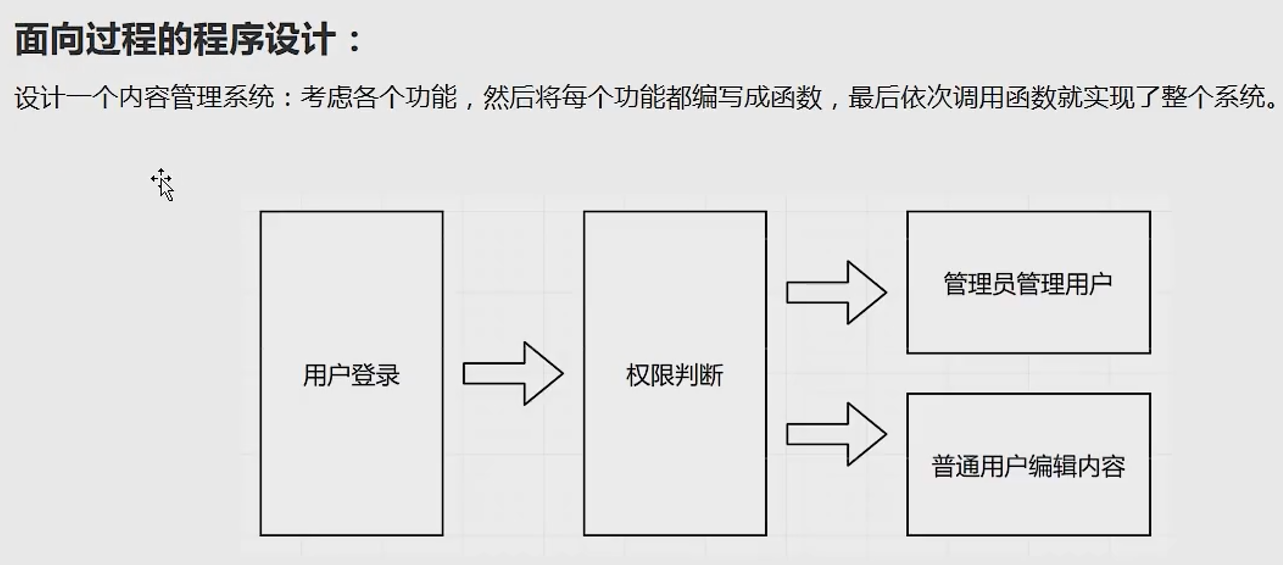 面向过程的程序设计：
设计一个内容管理系统：考虑各个功能，然后将每个功能都编写成函数，最后依次调用函数就实现了整个系统。
用户登录
权限判断
管理员管理用户
普通用户编辑内容